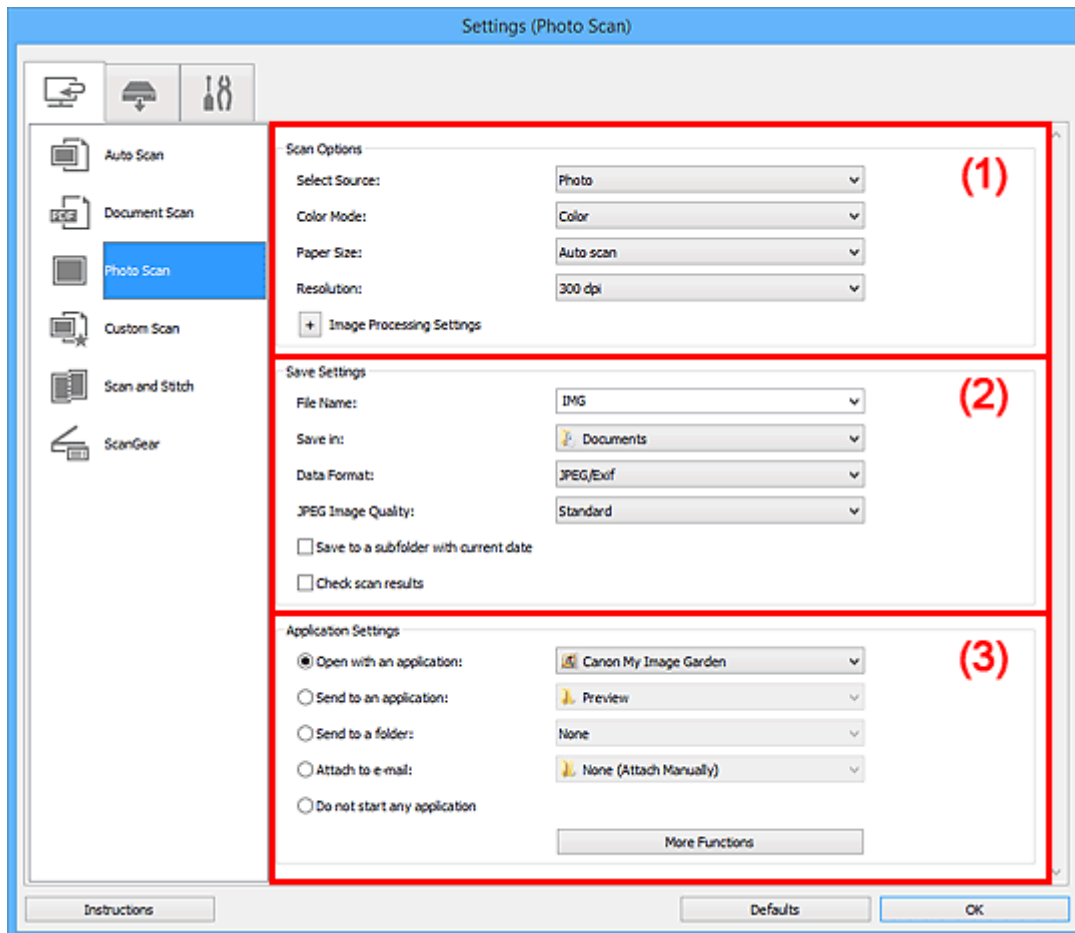 Settings (Photo Scan)
Auto Scan
Document Scan
PDF
Photo Scan
Custom Scan
Scan and Stitch
ScanGear
Scan Options
(1)
Select Source: Photo
Color Mode: Color
Paper Size: Auto scan
Resolution: 300 dpi
+ Image Processing Settings
Save Settings
(2)
File Name: IMG
Save in: Documents
Data Format: JPEG/Exif
JPEG Image Quality: Standard
Save to a subfolder with current date
Check scan results
Application Settings
(3)
Open with an application: Canon My Image Garden
Send to an application: Preview
Send to a folder: None
Attach to e-mail: None (Attach Manually)
Do not start any application
More Functions
Instructions Defaults OK